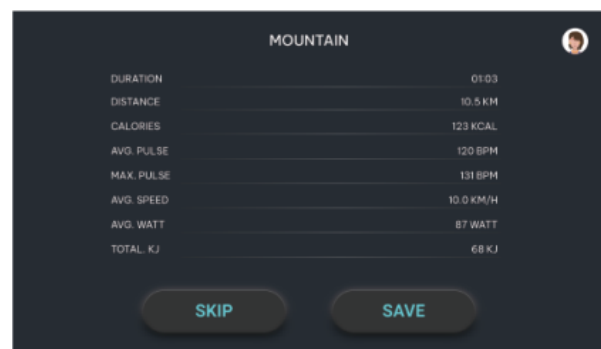 MOUNTAIN
DURATION 01:03
DISTANCE 10.5 KM
CALORIES 123 KCAL
AVG. PULSE 120 BPM
MAX. PULSE 131 BPM
AVG. SPEED 10.0 KM/H
AVG. WATT 87 WATT
TOTAL. KJ 68 KJ
SKIP SAVE